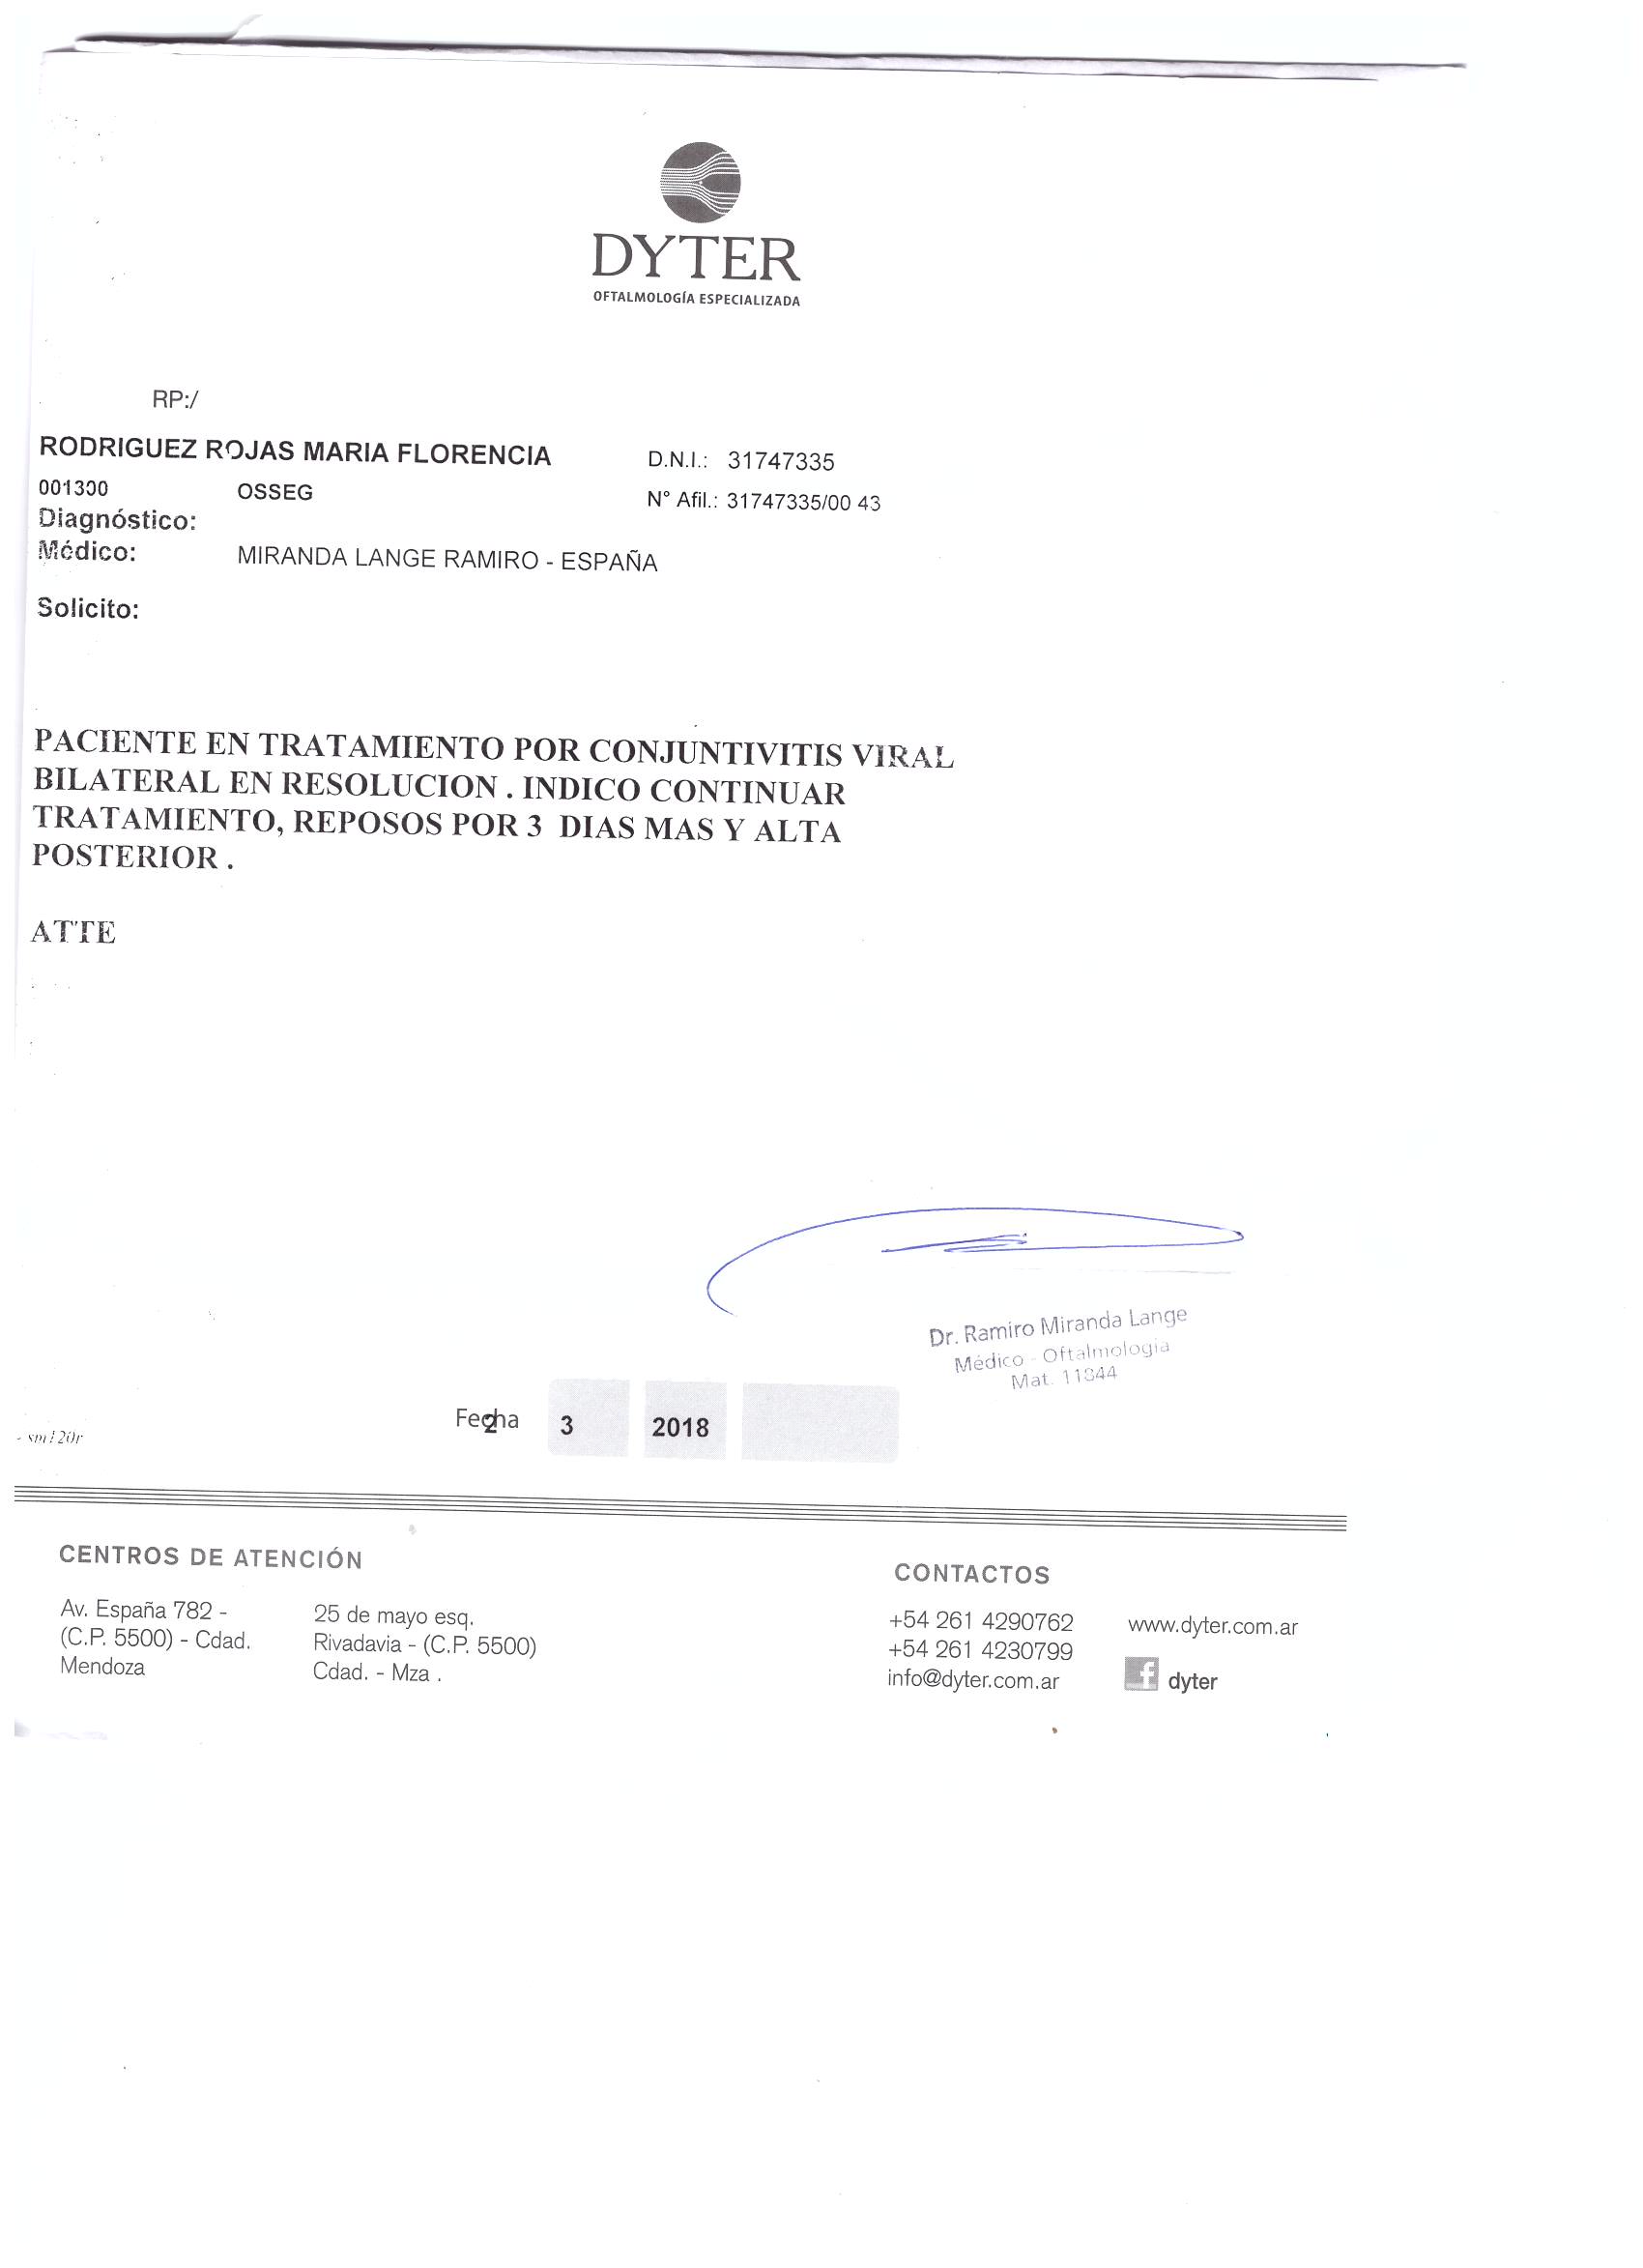 DYTER
OFTALMOLOGÍA ESPECIALIZADA
RP:/
RODRIGUEZ ROJAS MARIA FLORENCIA D.N.I.: 31747335
001300 OSSEG N° Afil.: 31747335/00 43
Diagnóstico:
Médico: MIRANDA LANGE RAMIRO - ESPAÑA
Solicito:
PACIENTE EN TRATAMIENTO POR CONJUNTIVITIS VIRAL
BILATERAL EN RESOLUCION . INDICO CONTINUAR
TRATAMIENTO, REPOSOS POR 3 DIAS MAS Y ALTA
POSTERIOR .
ATTE
Dr. Ramiro Miranda Lange
Médico - Oftalmología
Mat. 11844
Fecha 2 3 2018
CENTROS DE ATENCIÓN
Av. España 782 -
(C.P. 5500) - Cdad.
Mendoza
25 de mayo esq.
Rivadavia - (C.P. 5500)
Cdad. - Mza .
CONTACTOS
+54 261 4290762
+54 261 4230799
info@dyter.com.ar
www.dyter.com.ar
dyter